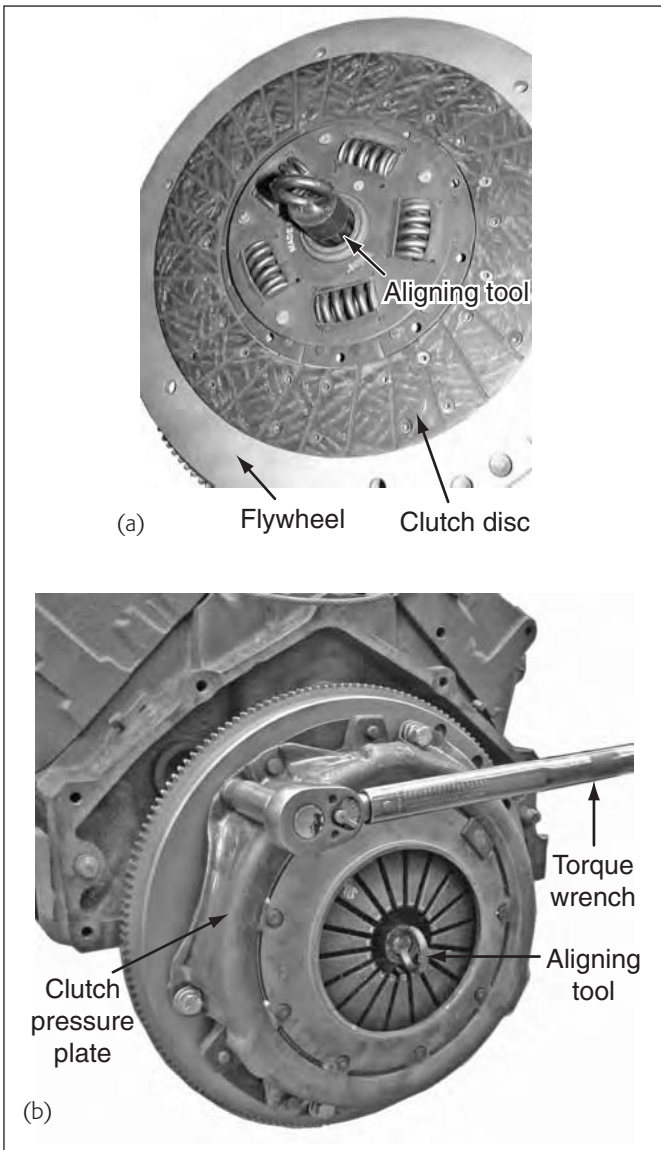 Aligning tool
(a)
Flywheel
Clutch disc
Torque
wrench
Aligning
tool
Clutch
pressure
plate
(b)